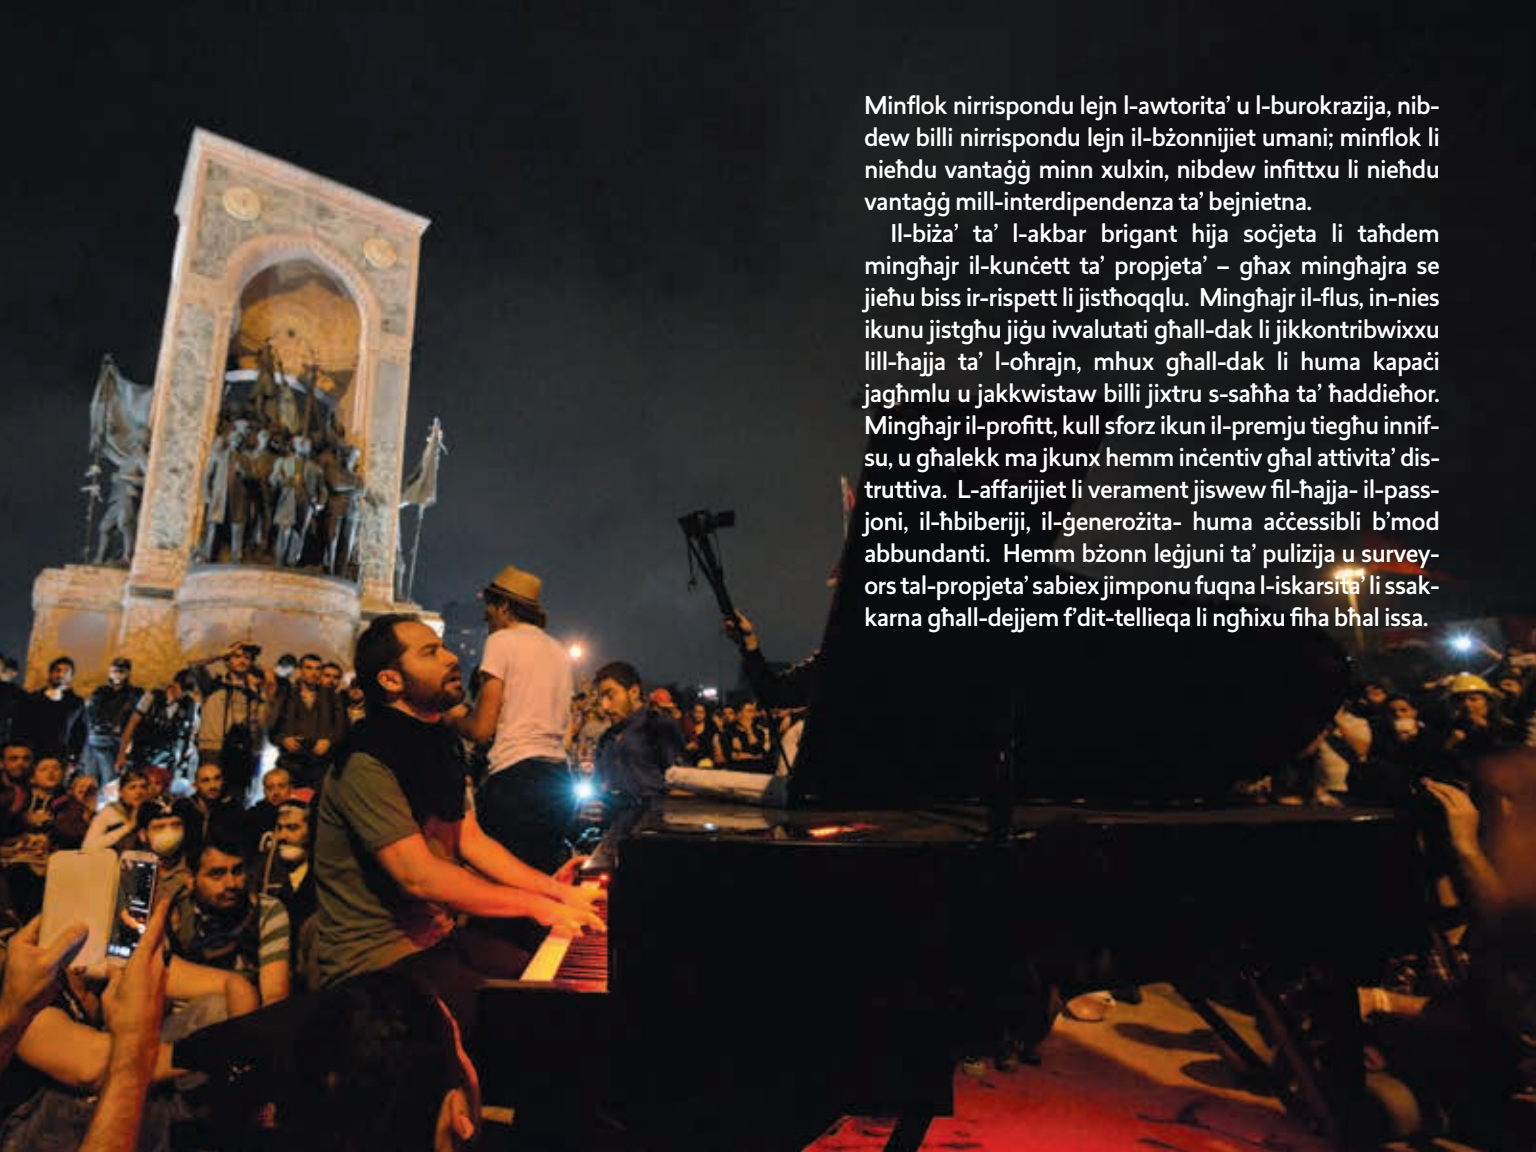 Minflok nirrispondu lejn l-awtorita’ u l-burokrazija, nib-
dew billi nirrispondu lejn il-bżonnijiet umani; minflok li
nieħdu vantaġġ minn xulxin, nibdew infittxu li nieħdu
vantaġġ mill-interdipendenza ta’ bejnietna.
Il-biża’ ta’ l-akbar brigant hija soċjeta li taħdem
mingħajr il-kunċett ta’ propjeta’ – għax mingħajra se
jieħu biss ir-rispett li jistħoqqlu.  Mingħajr il-flus, in-nies
ikunu jistgħu jiġu ivvalutati għall-dak li jikkontribwixxu
lill-ħajja ta’ l-oħrajn, mhux għall-dak li huma kapaċi
jagħmlu u jakkwistaw billi jixtru s-saħħa ta’ ħaddieħor.
Mingħajr il-profitt, kull sforz ikun il-premju tiegħu innif-
su, u għalekk ma jkunx hemm inċentiv għal attivita’ dis-
truttiva.  L-affarijiet li verament jiswew fil-ħajja- il-pass-
joni, il-ħbiberiji, il-ġenerożita- huma aċċessibli b’mod
abbundanti.  Hemm bżonn leġjuni ta’ pulizija u survey-
ors tal-propjeta’ sabiex jimponu fuqna l-iskarsita’ li ssak-
karna għall-dejjem f’dit-tellieqa li ngħixu fiha bħal issa.